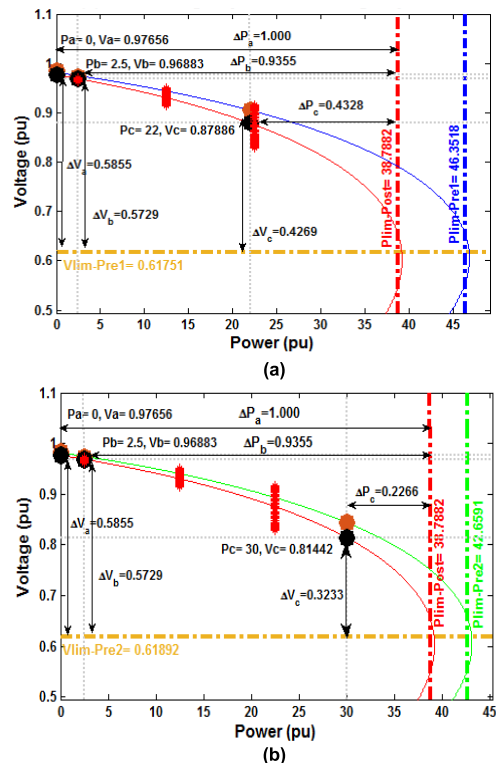 1.1
Pa= 0, Va= 0.97656
ΔPa=1.000
Pb= 2.5, Vb= 0.96883
ΔPb=0.9355
1
0.9
ΔPc=0.4328
Pc= 22, Vc= 0.87886
ΔVa=0.5855
0.8
Voltage (pu)
Plim-Post= 38.7882
Plim-Pre1= 46.3518
ΔVb=0.5729
ΔVc=0.4269
0.7
Vlim-Pre1= 0.61751
0.6
0.5
0 5 10 15 20 25 30 35 40 45
Power (pu)
(a)
1.1
Pa= 0, Va= 0.97656
ΔPa=1.000
Pb= 2.5, Vb= 0.96883
ΔPb=0.9355
1
0.9
ΔPc=0.2266
ΔVa=0.5855
Pc= 30, Vc= 0.81442
0.8
Voltage (pu)
Plim-Post= 38.7882
Plim-Pre2= 42.6591
ΔVb=0.5729
ΔVc=0.3233
0.7
Vlim-Pre2= 0.61892
0.6
0.5
0 5 10 15 20 25 30 35 40 45
Power (pu)
(b)